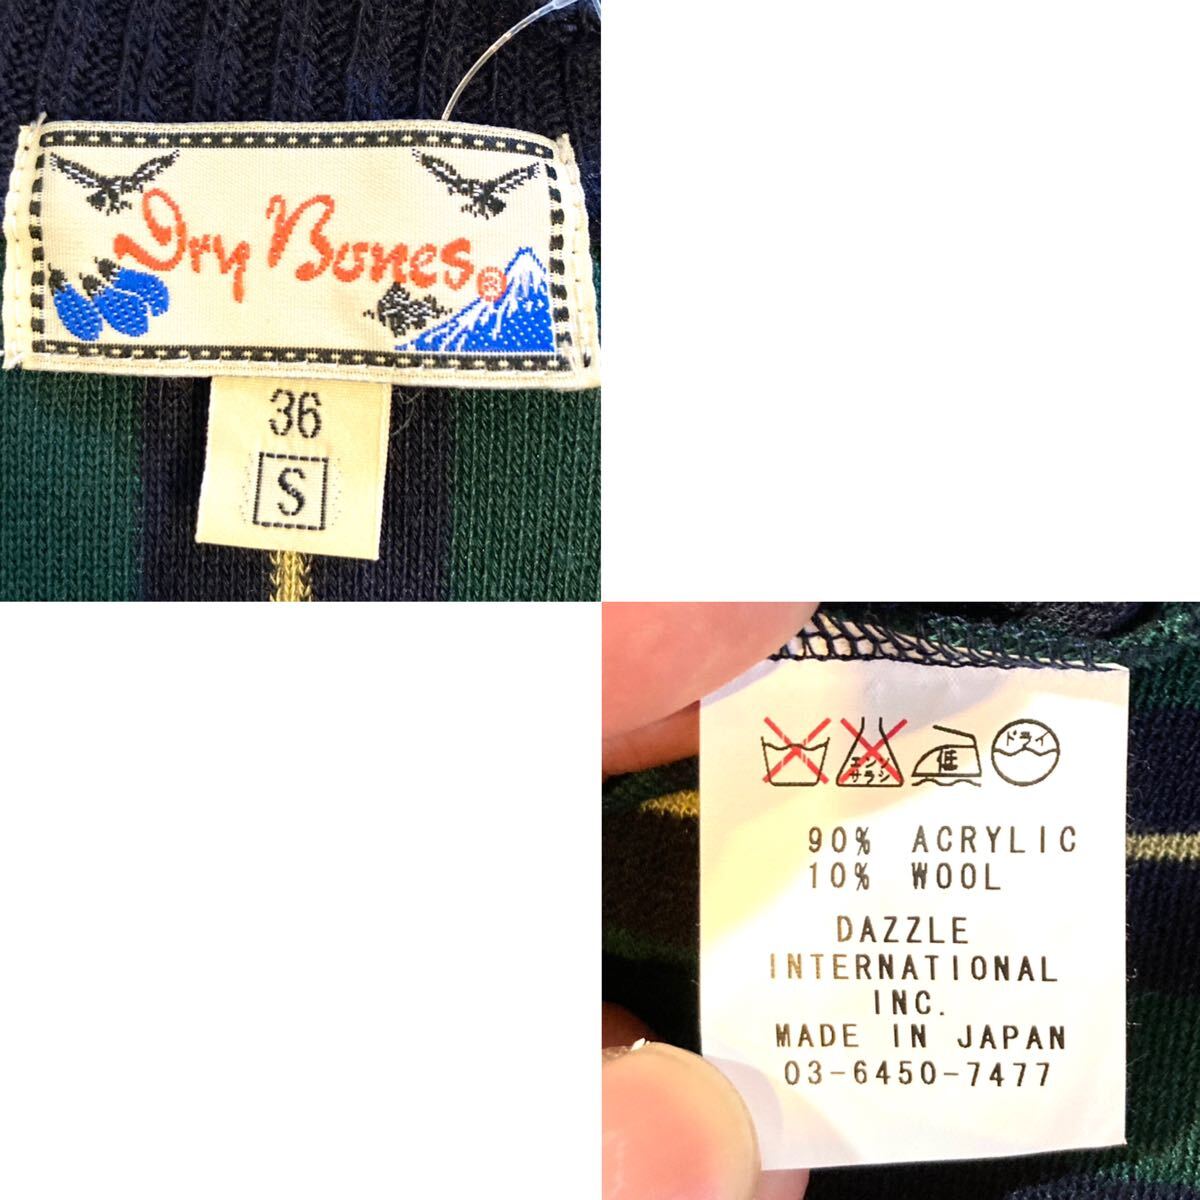 Dry Bones®
36
S
エンソ サラシ 低 ドライ
90% ACRYLIC
10% WOOL
DAZZLE
INTERNATIONAL
INC.
MADE IN JAPAN
03-6450-7477